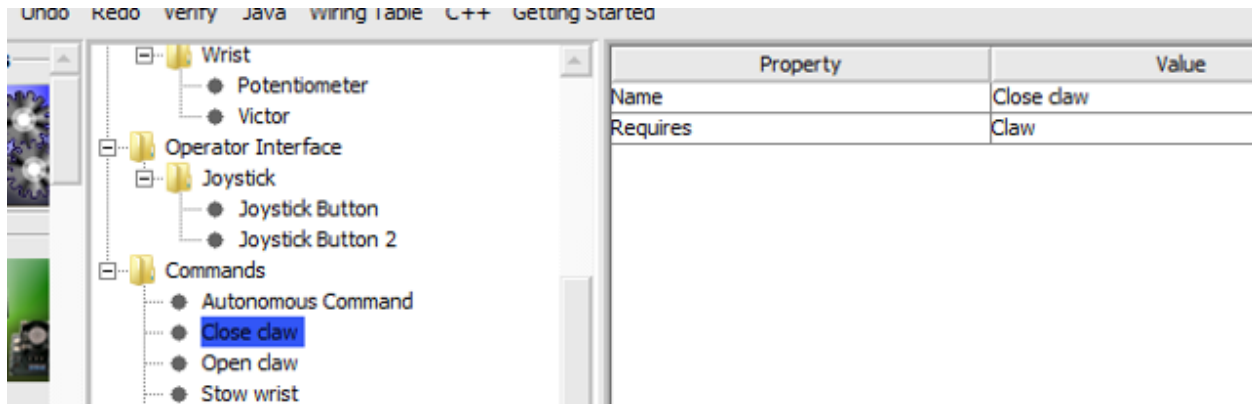 Undo Redo Verify Java Wiring Table C++ Getting Started
Wrist
Potentiometer
Victor
Operator Interface
Joystick
Joystick Button
Joystick Button 2
Commands
Autonomous Command
Close claw
Open claw
Stow wrist
Property Value
Name Close claw
Requires Claw